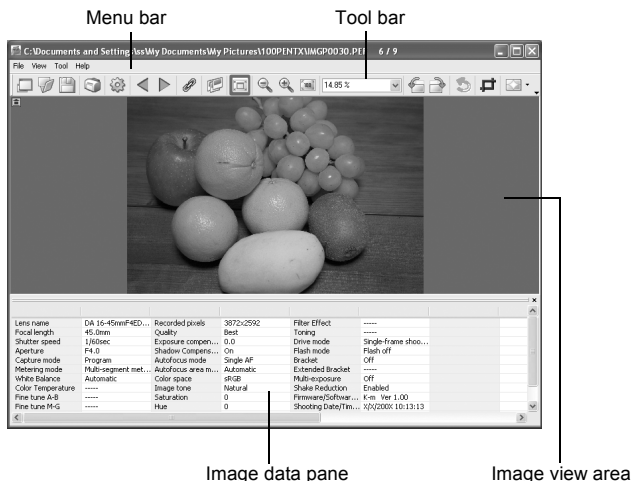 Menu bar
Tool bar
C:\Documents and Settings\ss\My Documents\My Pictures\100PENTX\IMGP0030.PEF 6 / 9
File View Tool Help
14.85 %
Lens name DA 16-45mmF4ED... Recorded pixels 3872x2592 Filter Effect -----
Focal length 45.0mm Quality Best Toning -----
Shutter speed 1/60sec Exposure compen... 0.0 Drive mode Single-frame shoo...
Aperture F4.0 Shadow Compens... On Flash mode Flash off
Capture mode Program Autofocus mode Single AF Bracket Off
Metering mode Multi-segment met... Autofocus area m... Automatic Extended Bracket -----
White Balance Automatic Color space sRGB Multi-exposure Off
Color Temperature ----- Image tone Natural Shake Reduction Enabled
Fine tune A-B ----- Saturation 0 Firmware/Softwar... K-m Ver 1.00
Fine tune M-G ----- Hue 0 Shooting Date/Tim... X/X/200X 10:13:13
Image data pane
Image view area